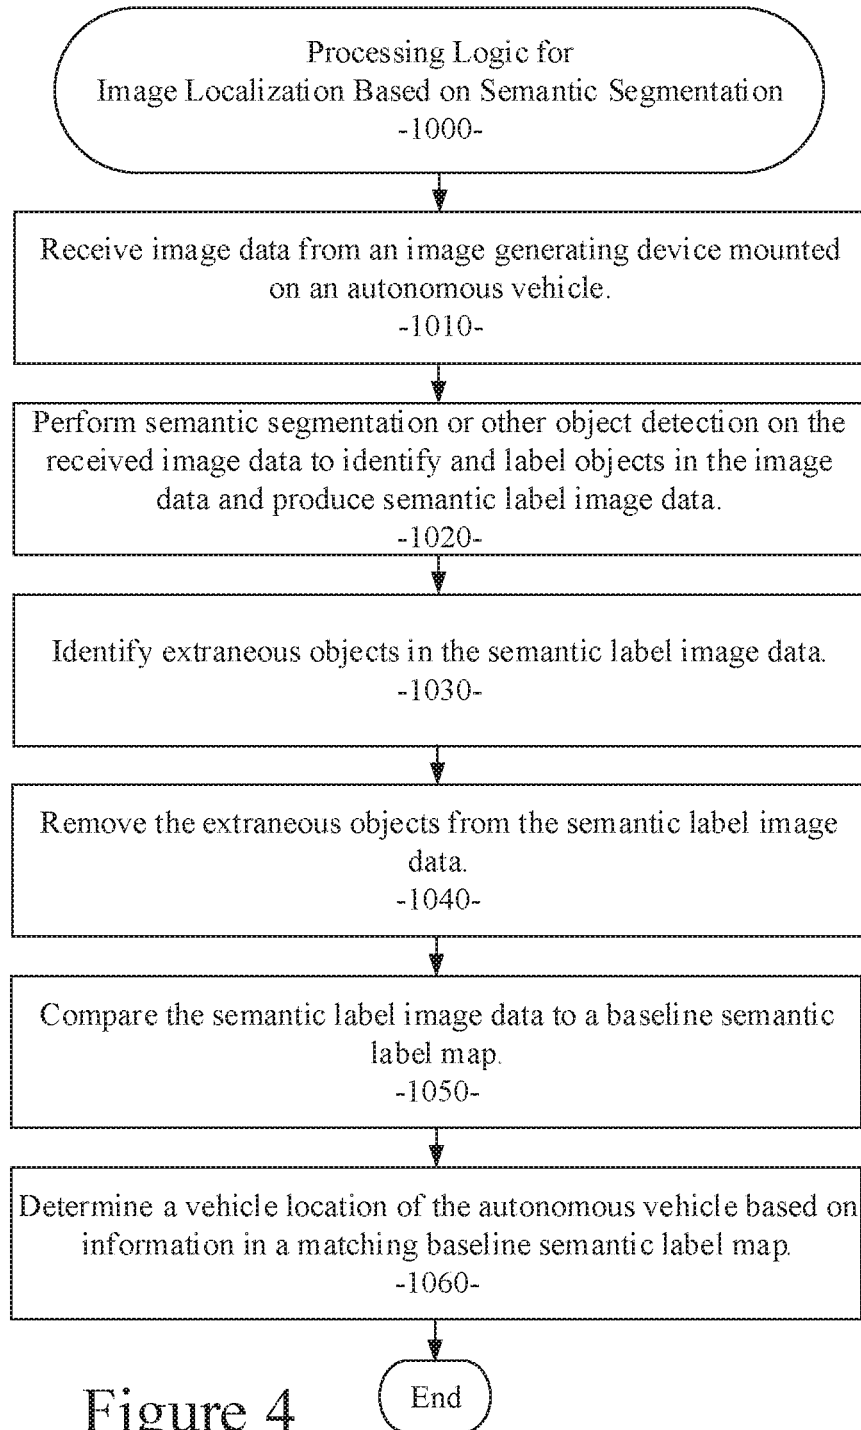 Processing Logic for
Image Localization Based on Semantic Segmentation
-1000-
Receive image data from an image generating device mounted
on an autonomous vehicle.
-1010-
Perform semantic segmentation or other object detection on the
received image data to identify and label objects in the image
data and produce semantic label image data.
-1020-
Identify extraneous objects in the semantic label image data.
-1030-
Remove the extraneous objects from the semantic label image
data.
-1040-
Compare the semantic label image data to a baseline semantic
label map.
-1050-
Determine a vehicle location of the autonomous vehicle based on
information in a matching baseline semantic label map.
-1060-
End
Figure 4